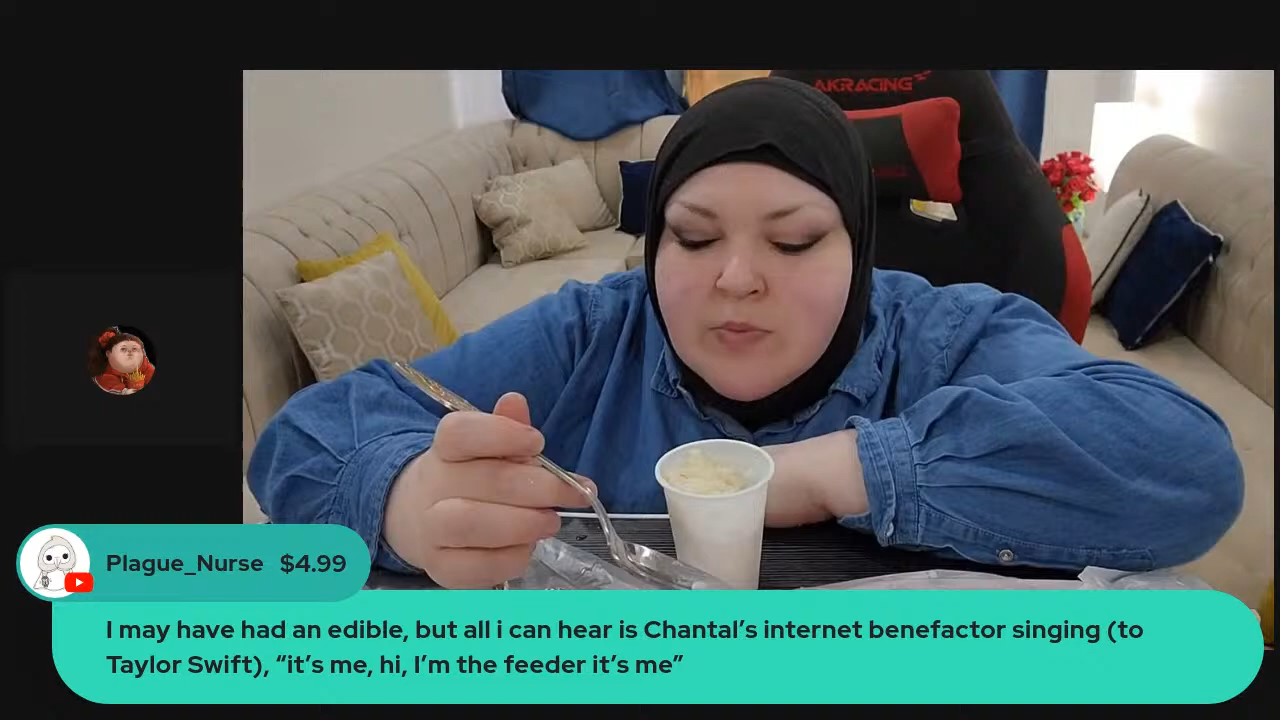 AKRACING
Plague_Nurse $4.99
I may have had an edible, but all i can hear is Chantal’s internet benefactor singing (to
Taylor Swift), “it’s me, hi, I’m the feeder it’s me”